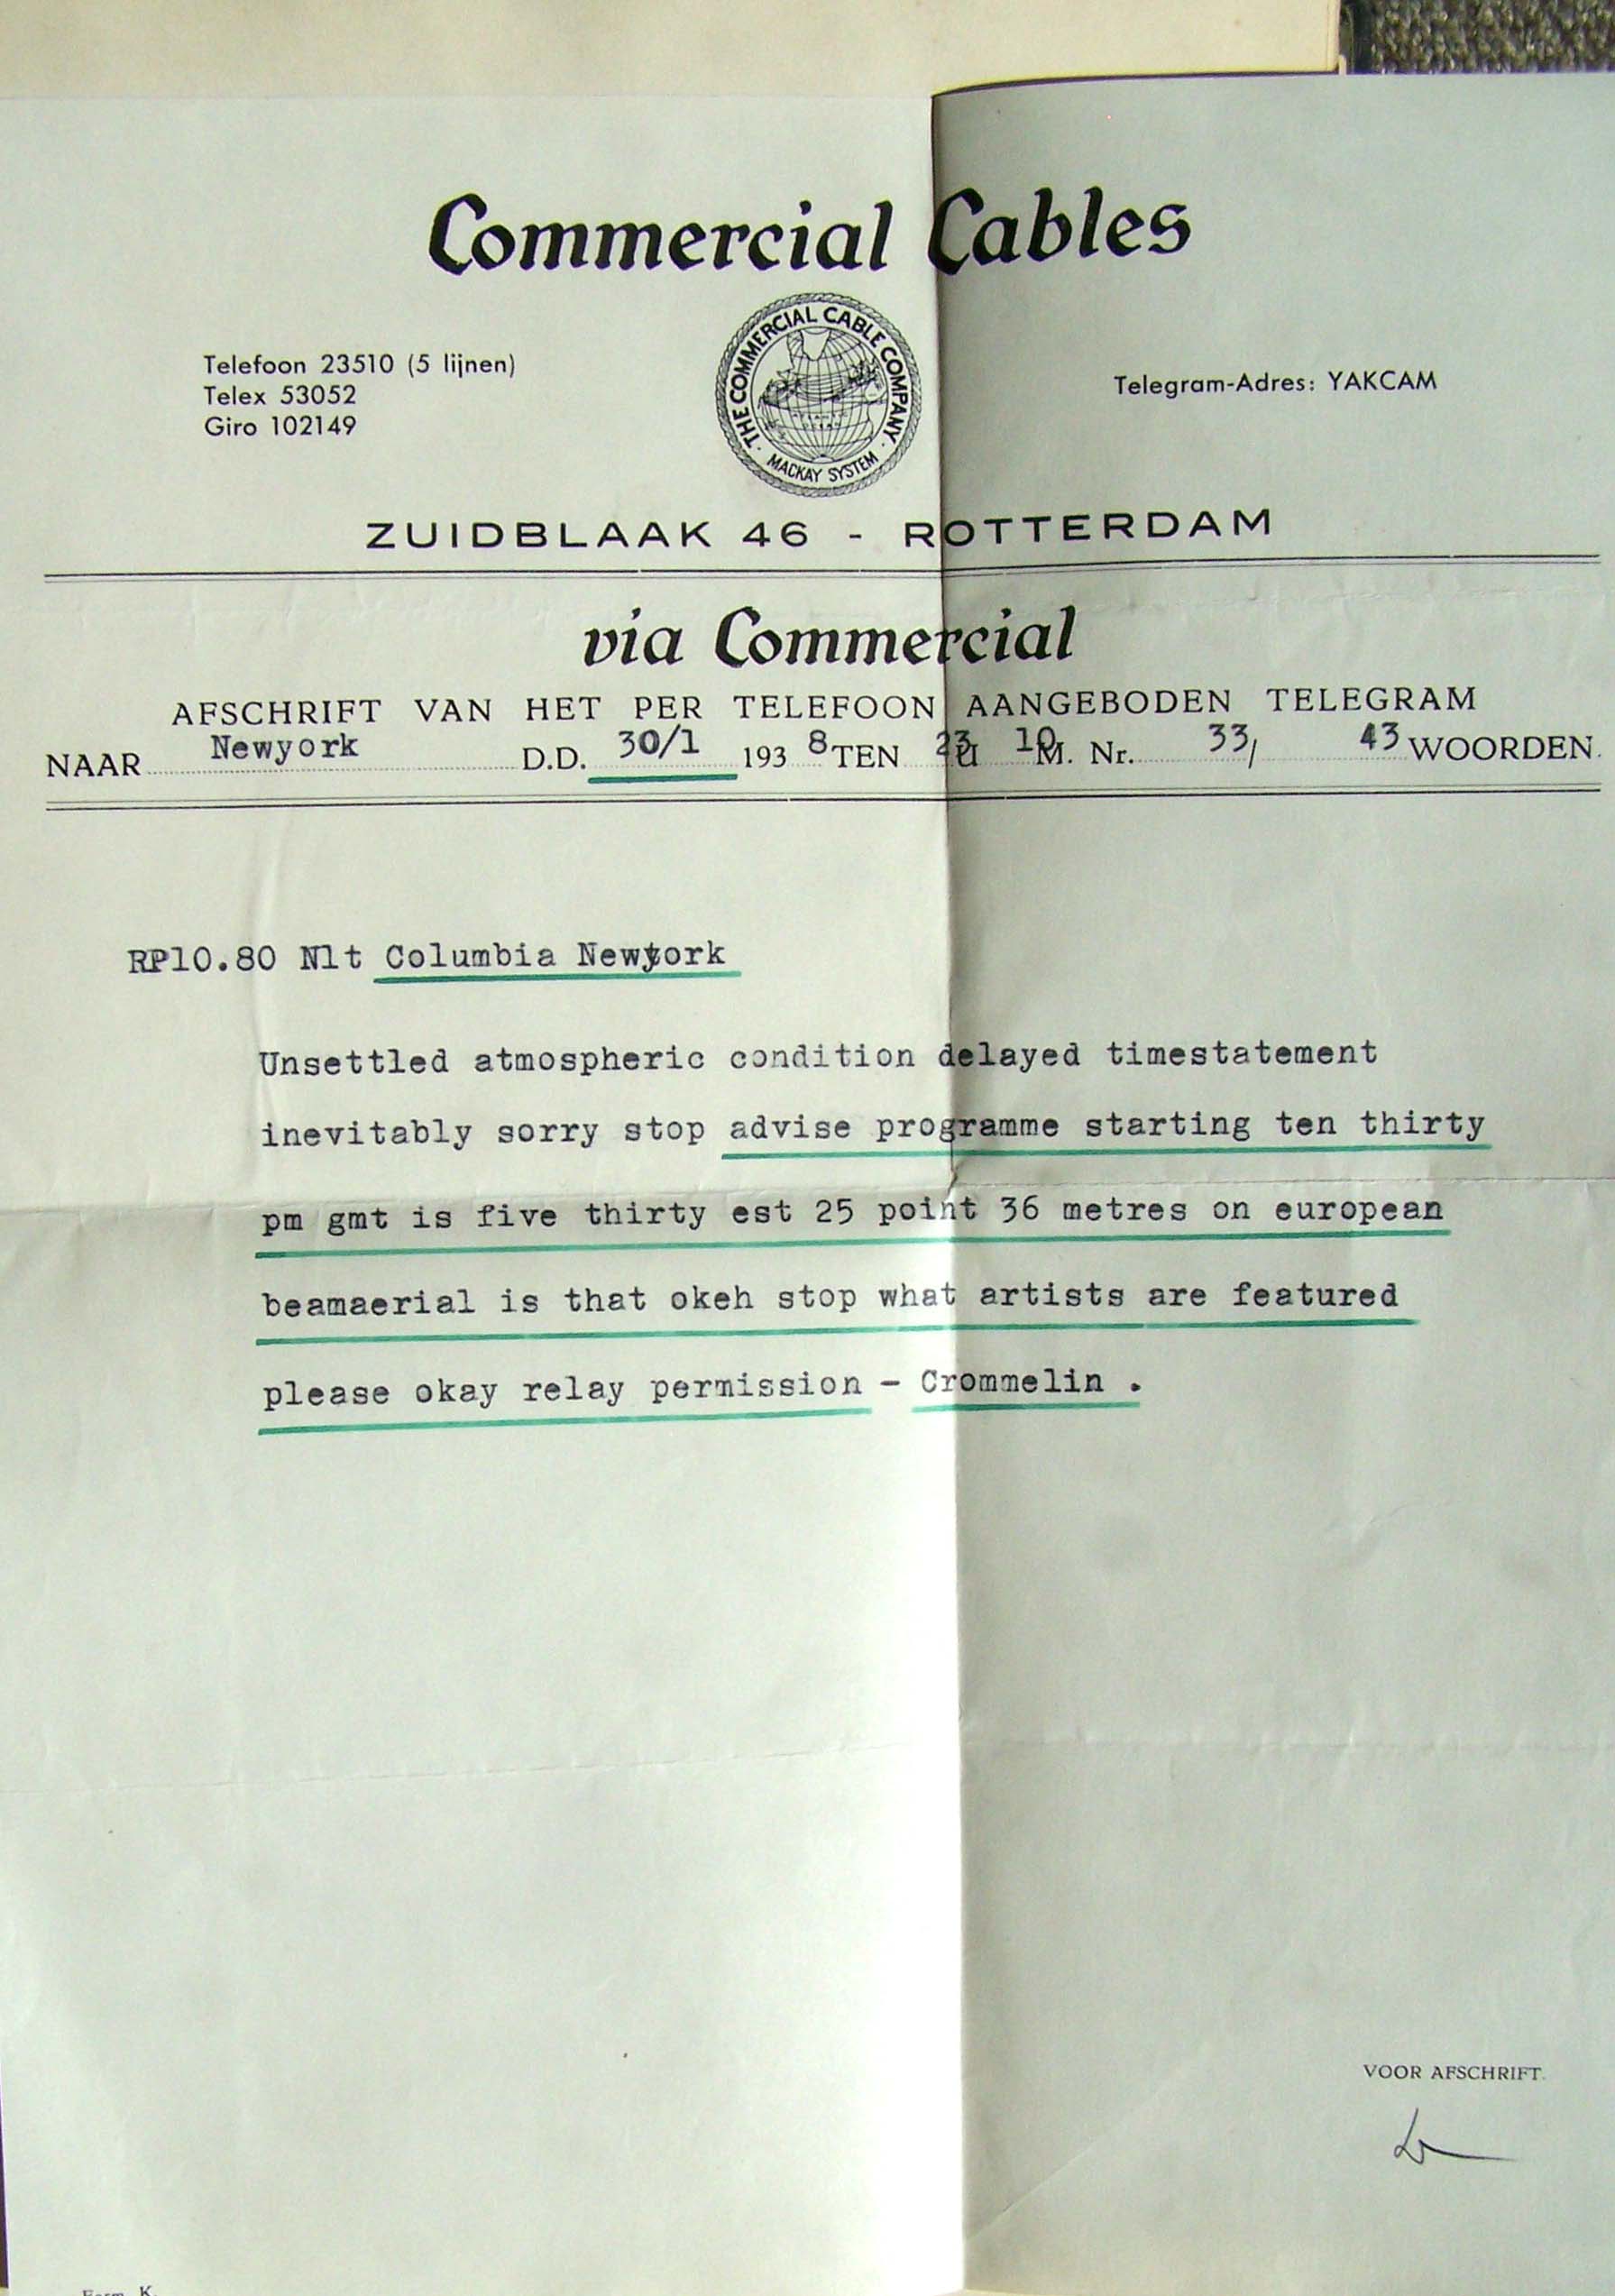 Commercial Cables
Telefoon 23510 (5 lijnen)
Telex 53052
Giro 102149
THE COMMERCIAL CABLE COMPANY · MACKAY SYSTEM ·
Telegram-Adres: YAKCAM
ZUIDBLAAK 46 - ROTTERDAM
via Commercial
AFSCHRIFT VAN HET PER TELEFOON AANGEBODEN TELEGRAM
NAAR Newyork D.D. 30/1 193 8 TEN 23 U 10 M. Nr. 33/ 43 WOORDEN.
RP10.80 Nlt Columbia Newyork
Unsettled atmospheric condition delayed timestatement
inevitably sorry stop advise programme starting ten thirty
pm gmt is five thirty est 25 point 36 metres on european
beamaerial is that okeh stop what artists are featured
please okay relay permission - Crommelin .
VOOR AFSCHRIFT.
Form K.